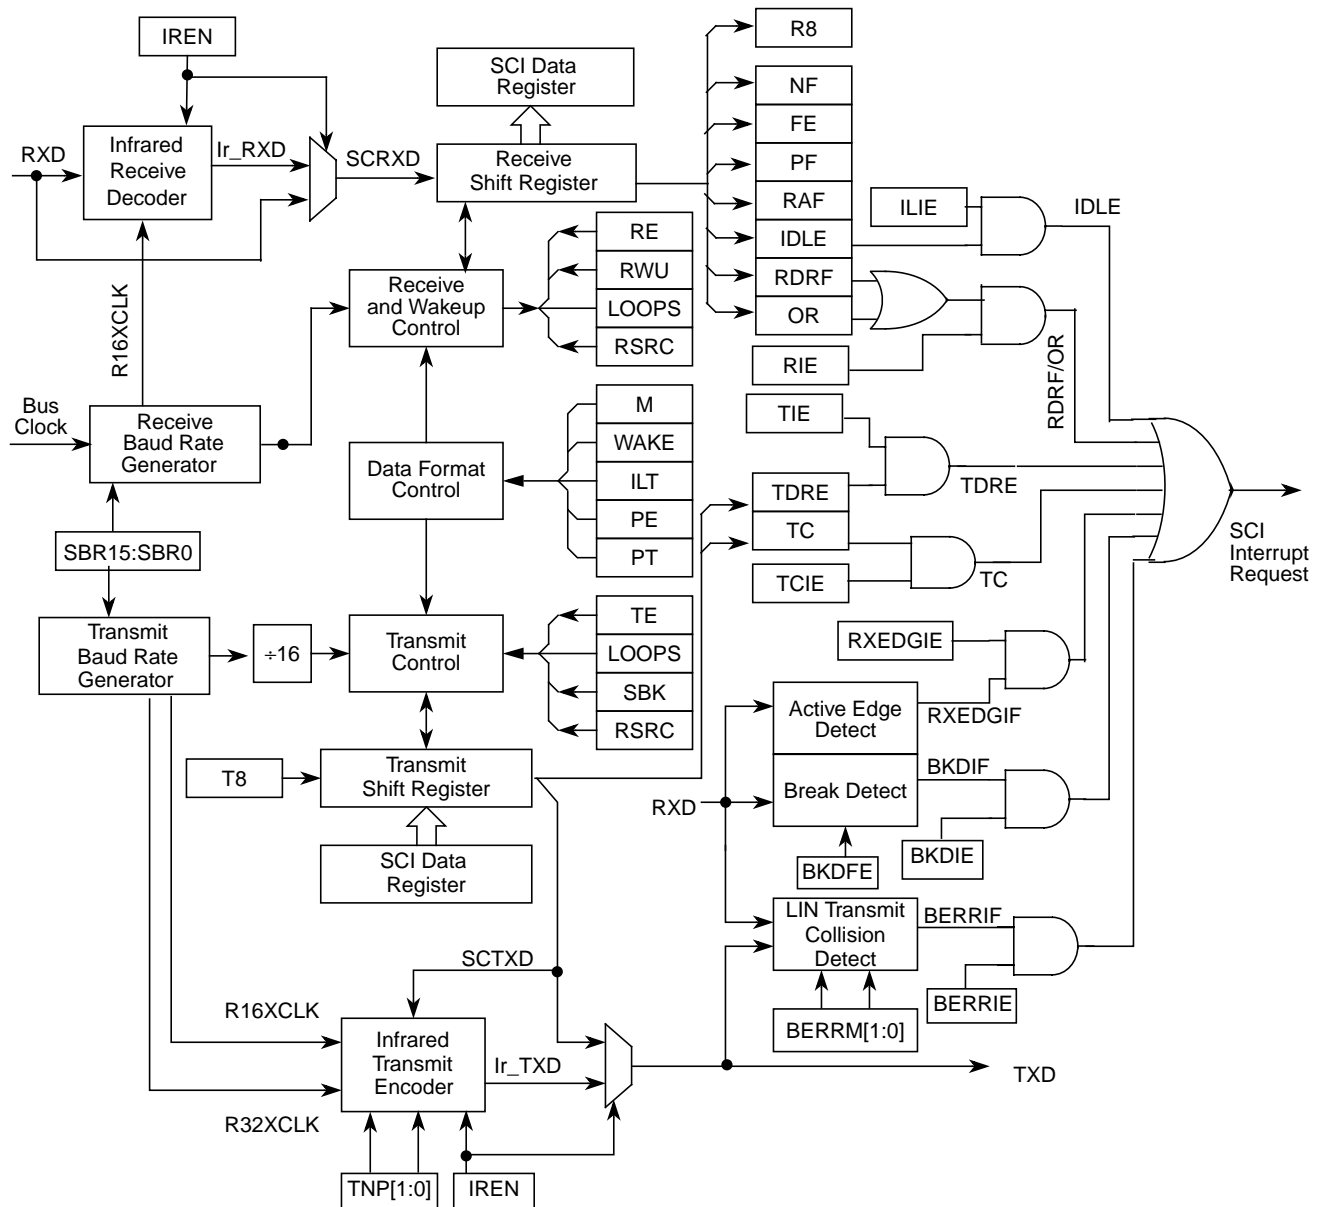 IREN
SCI Data
Register
R8
NF
FE
PF
RAF
IDLE
RDRF
OR
RXD
Infrared
Receive
Decoder
Ir_RXD
SCRXD
Receive
Shift Register
ILIE
IDLE
RE
RWU
LOOPS
RSRC
Receive
and Wakeup
Control
R16XCLK
RIE
RDRF/OR
Bus
Clock
Receive
Baud Rate
Generator
M
WAKE
ILT
PE
PT
Data Format
Control
TIE
TDRE
TC
TDRE
TCIE
TC
SCI
Interrupt
Request
SBR15:SBR0
Transmit
Baud Rate
Generator
÷16
Transmit
Control
TE
LOOPS
SBK
RSRC
RXEDGIE
Active Edge
Detect
RXEDGIF
T8
Transmit
Shift Register
RXD
Break Detect
BKDIF
BKDIE
BKDFE
SCI Data
Register
LIN Transmit
Collision
Detect
BERRIF
BERRIE
BERRM[1:0]
SCTXD
R16XCLK
Infrared
Transmit
Encoder
Ir_TXD
R32XCLK
TXD
TNP[1:0]
IREN